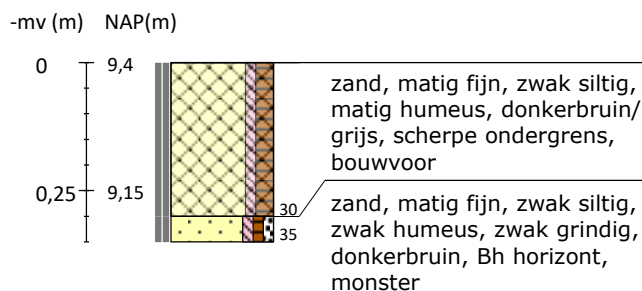 -mv (m) NAP(m)
0 9,4
zand, matig fijn, zwak siltig,
matig humeus, donkerbruin/
grijs, scherpe ondergrens,
bouwvoor
0,25 9,15
30
zand, matig fijn, zwak siltig,
zwak humeus, zwak grindig,
donkerbruin, Bh horizont,
monster
35